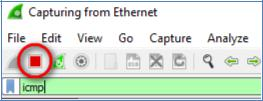 Capturing from Ethernet
File Edit View Go Capture Analyze
icmp